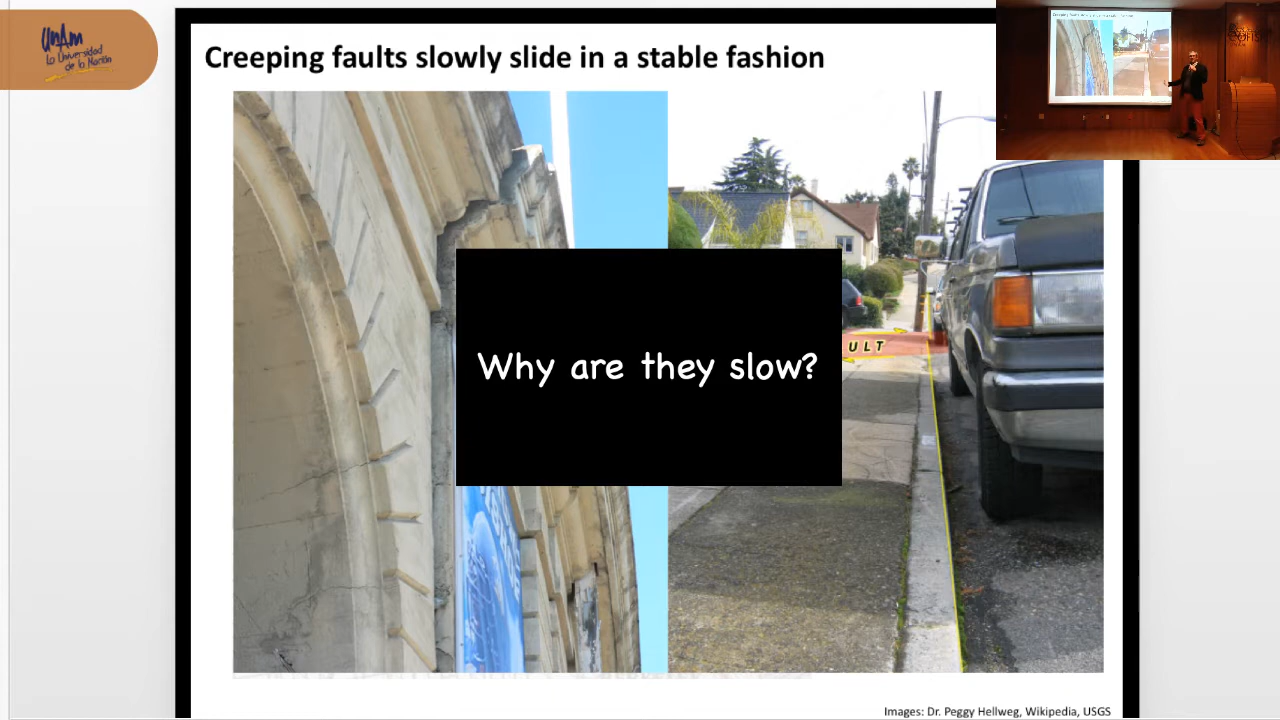 UnAm
La Universidad
de la Nación
Creeping faults slowly slide in a stable fashion
Why are they slow?
ULT
Images: Dr. Peggy Hellweg, Wikipedia, USGS